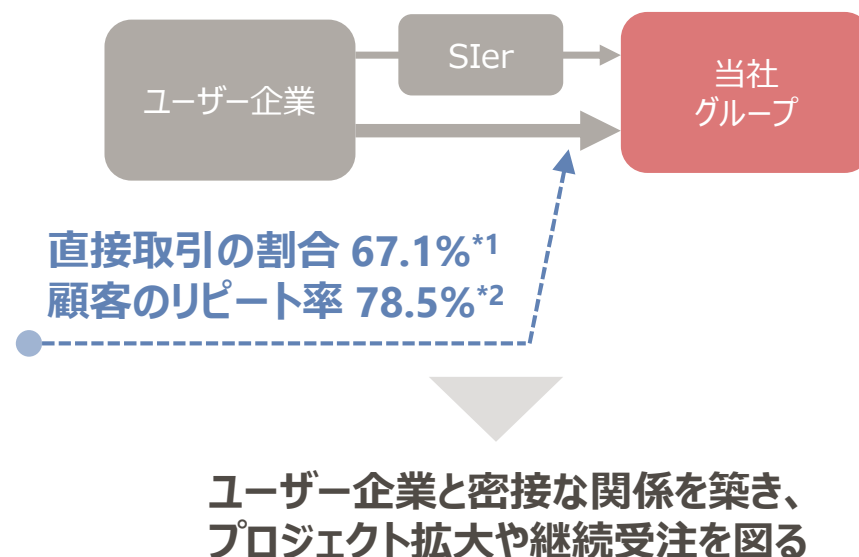 ユーザー企業
SIer
当社
グループ
直接取引の割合 67.1%*1
顧客のリピート率 78.5%*2
ユーザー企業と密接な関係を築き、
プロジェクト拡大や継続受注を図る